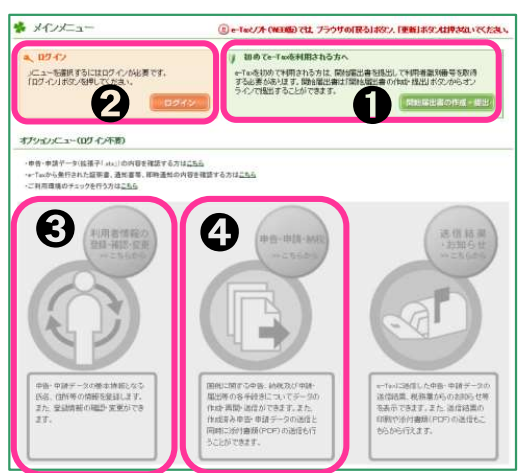 メインメニュー
e-Taxソフト(WEB版)では、ブラウザの「戻る」ボタン、「更新」ボタンは押さないでください。
ログイン
メニューを選択するにはログインが必要です。
「ログイン」ボタンを押してください。
2
ログイン
初めてe-Taxを利用される方へ
e-Taxを初めて利用される方は、開始届出書を提出して利用者識別番号等を取得
する必要があります。開始届出書は「開始届出書の作成・提出」ボタンからオン
ラインで提出することができます。
1
開始届出書の作成・提出
オプションメニュー(ログイン不要)
・申告・申請データ(拡張子「.xtx」)の内容を確認する方はこちら
・e-Taxから発行された証明書、通知書等、即時通知の内容を確認する方はこちら
・ご利用環境のチェックを行う方はこちら
3
利用者情報の
登録・確認・変更
>> こちらから
申告・申請データの基本情報となる
氏名、住所等の情報を登録します。
また、登録情報の確認・変更ができ
ます。
4
申告・申請・納税
>> こちらから
国税に関する申告、納税及び申請・
届出等の各手続きについてデータの
作成・再開・送信ができます。また、
作成済み申告・申請データの送信と
同時に添付書類(PDF)の送信も行
うことができます。
送信結果
・お知らせ
>> こちらから
e-Taxに送信した申告・申請データの
送信結果、税務署からのお知らせ等
を表示できます。また、送信結果の
印刷や添付書類(PDF)の送信もこ
ちらから行えます。